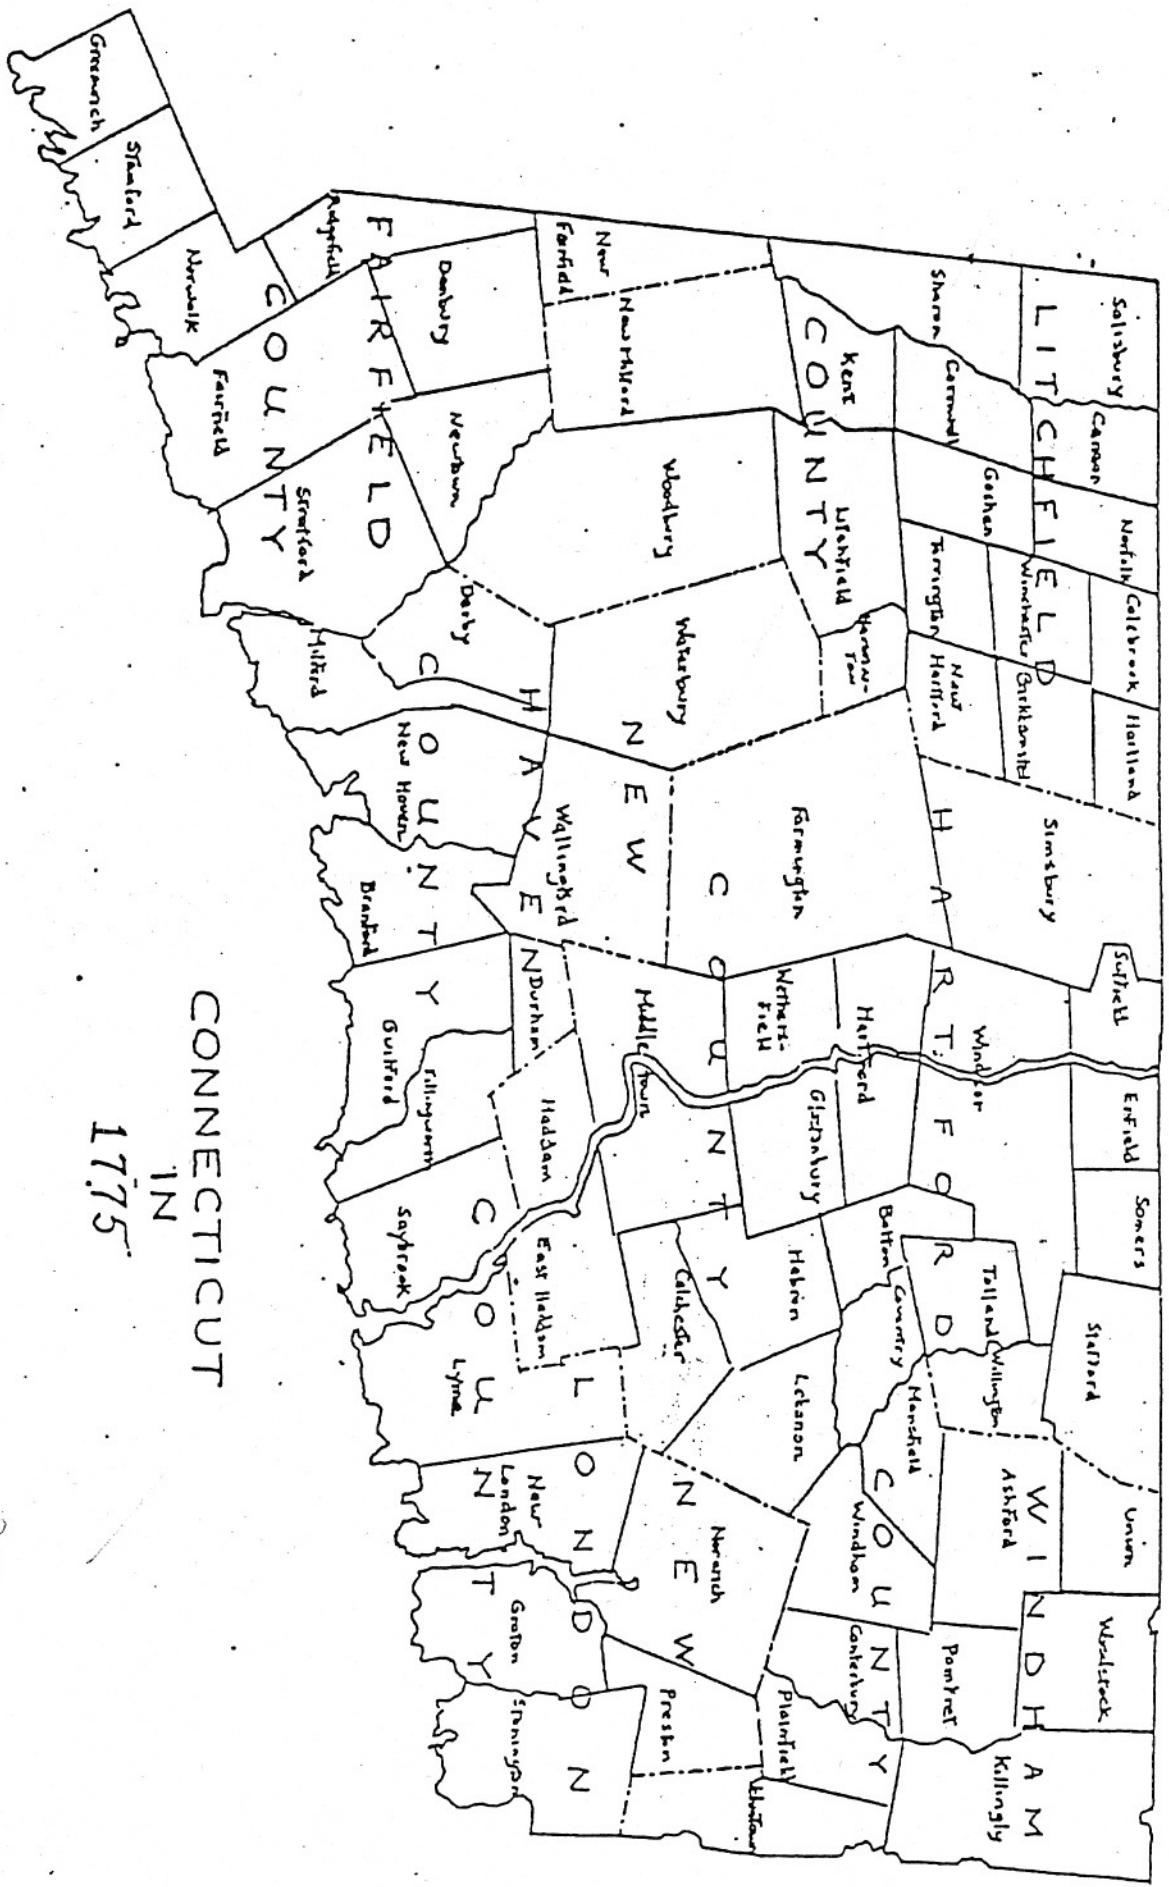 LITCHFIELD
COUNTY
Salisbury
Canaan
Norfolk
Colebrook
Hartland
Sharon
Cornwall
Goshen
Winchester
Barkhamsted
Torrington
New
Hartford
Kent
Litchfield
Harwin-
Ton
New Milford
Woodbury
FAIRFIELD
COUNTY
New
Fairfield
Danbury
Newtown
Ridgefield
Greenwich
Stamford
Norwalk
Fairfield
Stratford
NEW
HAVEN
COUNTY
Waterbury
Derby
Milford
New Haven
Wallingford
Branford
Durham
Guilford
Killingworth
HARTFORD
COUNTY
Simsbury
Suffield
Enfield
Somers
Stafford
Farmington
Windsor
Hartford
Wethers-
field
Glastonbury
Bolton
Tolland
Willington
Hebron
Middletown
Haddam
East Haddam
Colchester
WINDHAM
COUNTY
Union
Woodstock
Ashford
Killingly
Coventry
Mansfield
Pomfret
Lebanon
Windham
Canterbury
Plainfield
NEW
LONDON
COUNTY
Saybrook
Lyme
New
London
Norwich
Groton
Preston
Stonington
CONNECTICUT
IN
1775